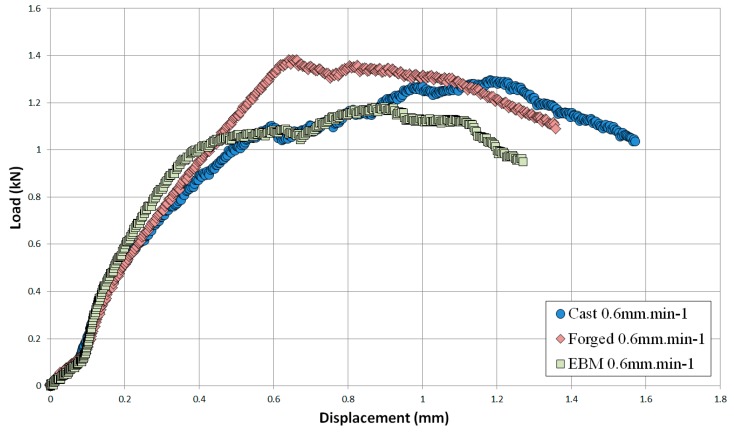 1.6
1.4
1.2
1
0.8
0.6
0.4
0.2
0
Load (kN)
0 0.2 0.4 0.6 0.8 1 1.2 1.4 1.6 1.8
Displacement (mm)
Cast 0.6mm.min-1
Forged 0.6mm.min-1
EBM 0.6mm.min-1